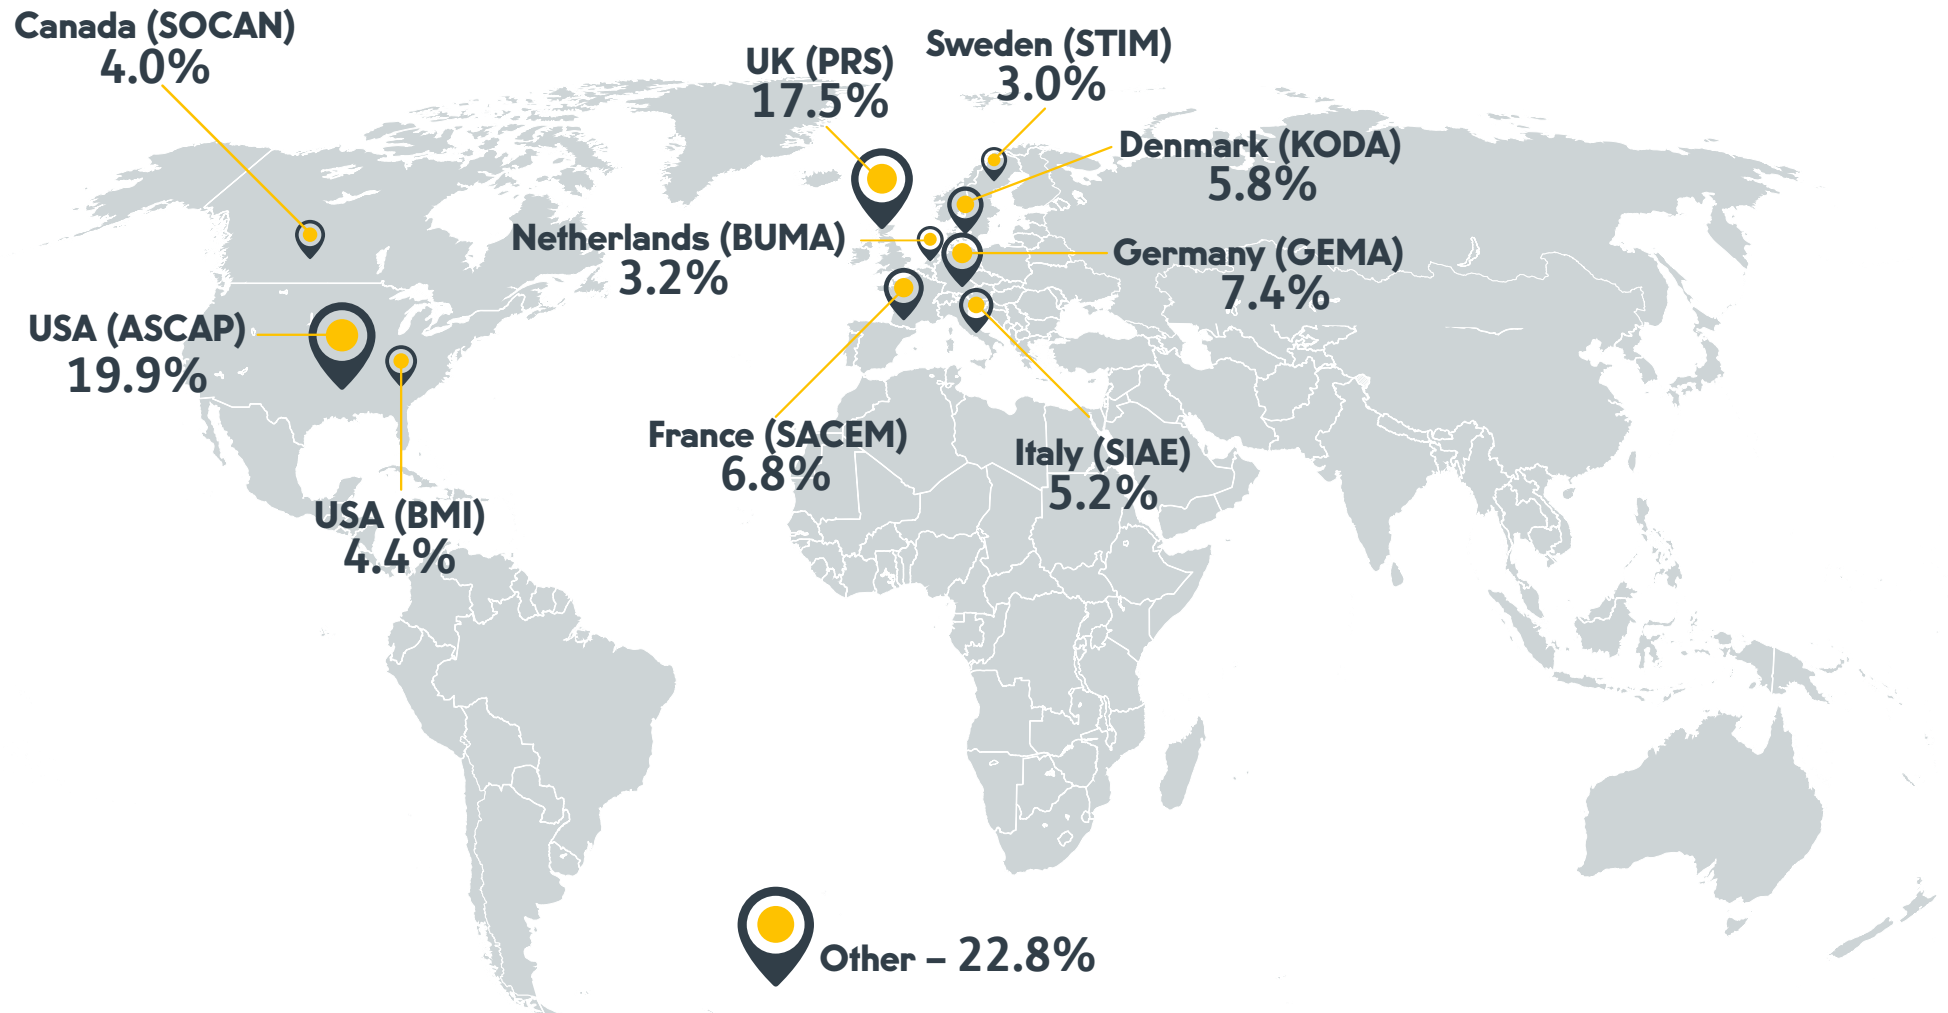 Canada (SOCAN)
4.0%
UK (PRS)
17.5%
Sweden (STIM)
3.0%
Denmark (KODA)
5.8%
Netherlands (BUMA)
3.2%
Germany (GEMA)
7.4%
USA (ASCAP)
19.9%
France (SACEM)
6.8%
Italy (SIAE)
5.2%
USA (BMI)
4.4%
Other – 22.8%